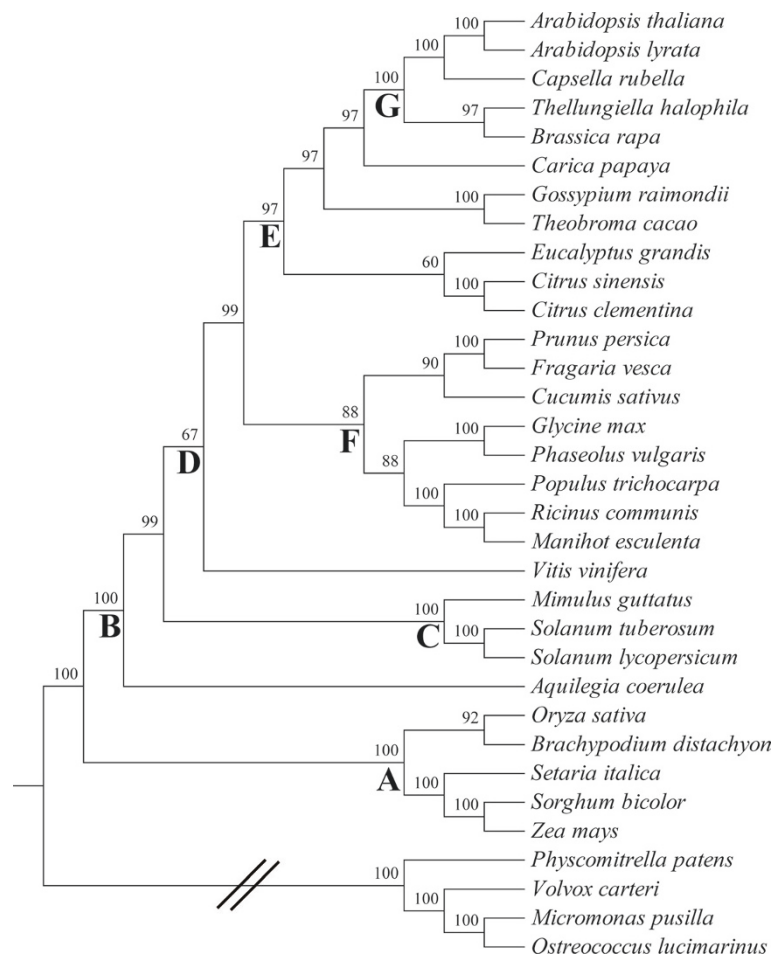 100 Arabidopsis thaliana
100 Arabidopsis lyrata
100 Capsella rubella
G
97 97 Thellungiella halophila
Brassica rapa
97 Carica papaya
100 Gossypium raimondii
97 Theobroma cacao
E
60 Eucalyptus grandis
100 Citrus sinensis
99 Citrus clementina
100 Prunus persica
90 Fragaria vesca
Cucumis sativus
88
F
100 Glycine max
67 88 Phaseolus vulgaris
D
100 Populus trichocarpa
100 Ricinus communis
99 Manihot esculenta
Vitis vinifera
100 100 Mimulus guttatus
B C
100 Solanum tuberosum
Solanum lycopersicum
100 Aquilegia coerulea
92 Oryza sativa
100 Brachypodium distachyon
A
100 Setaria italica
100 Sorghum bicolor
Zea mays
100 Physcomitrella patens
100 Volvox carteri
100 Micromonas pusilla
Ostreococcus lucimarinus